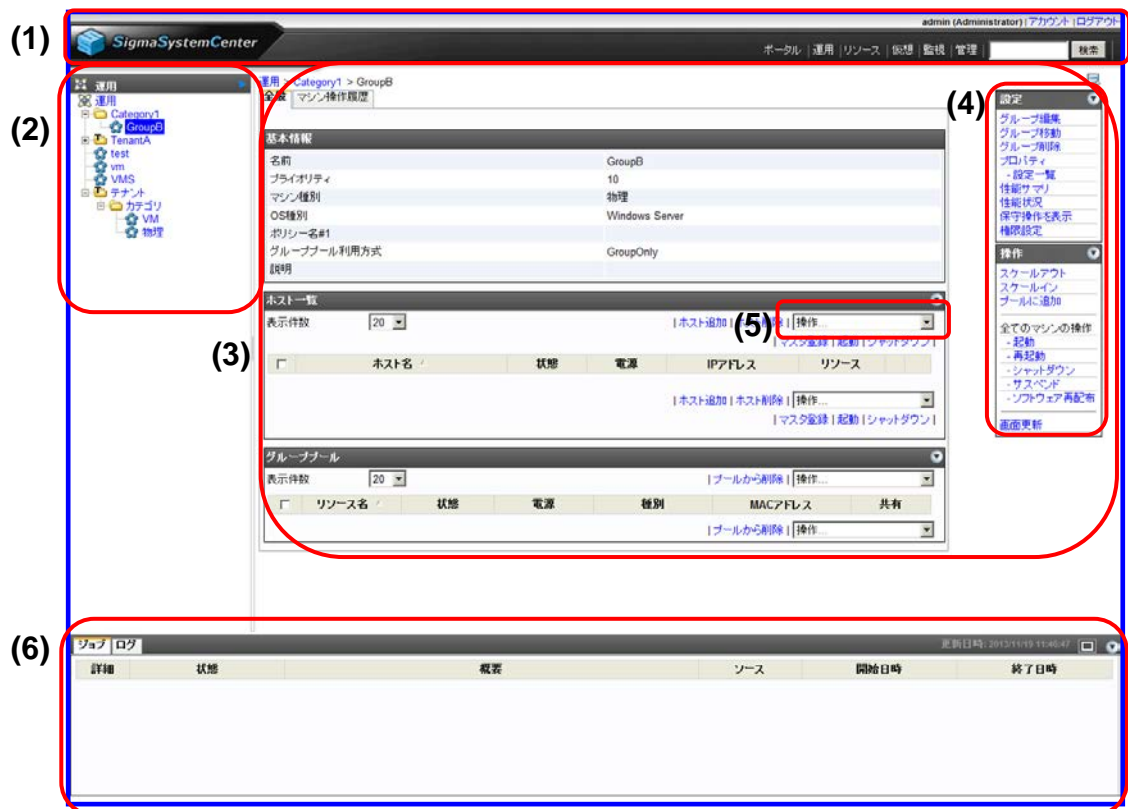 admin (Administrator) | アカウント | ログアウト
(1)
SigmaSystemCenter
ポータル | 運用 | リソース | 仮想 | 監視 | 管理 | 検索
(2)
運用
運用
Category1
GroupB
TenantA
test
vm
VMS
テナント
カテゴリ
VM
物理
(3)
運用 > Category1 > GroupB
全般 マシン操作履歴
基本情報
名前 GroupB
プライオリティ 10
マシン種別 物理
OS種別 Windows Server
ポリシー名#1
グループプール利用方式 GroupOnly
説明
ホスト一覧
表示件数 20 | ホスト追加 | ホスト削除 | 操作...
(5)
| マスタ登録 | 起動 | シャットダウン |
ホスト名 状態 電源 IPアドレス リソース
| ホスト追加 | ホスト削除 | 操作...
| マスタ登録 | 起動 | シャットダウン |
グループプール
表示件数 20 | プールから削除 | 操作...
リソース名 状態 電源 種別 MACアドレス 共有
| プールから削除 | 操作...
(4)
設定
グループ編集
グループ移動
グループ削除
プロパティ
- 設定一覧
性能サマリ
性能状況
保守操作を表示
権限設定
操作
スケールアウト
スケールイン
プールに追加
全てのマシンの操作
- 起動
- 再起動
- シャットダウン
- サスペンド
- ソフトウェア再配布
画面更新
(6)
ジョブ ログ 更新日時: 2013/11/19 11:46:47
詳細 状態 概要 ソース 開始日時 終了日時